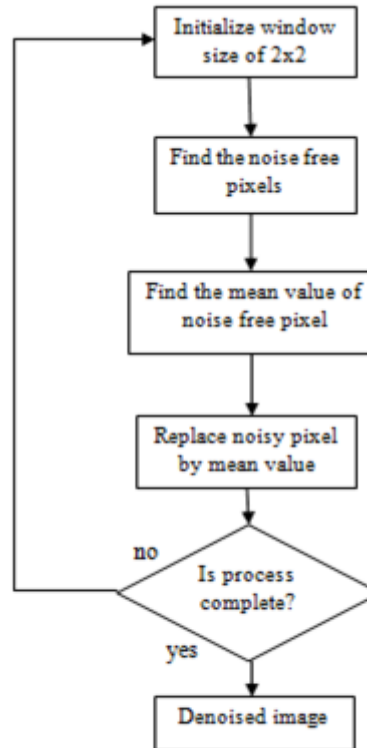 Initialize window
size of 2x2
Find the noise free
pixels
Find the mean value of
noise free pixel
Replace noisy pixel
by mean value
no
Is process
complete?
yes
Denoised image